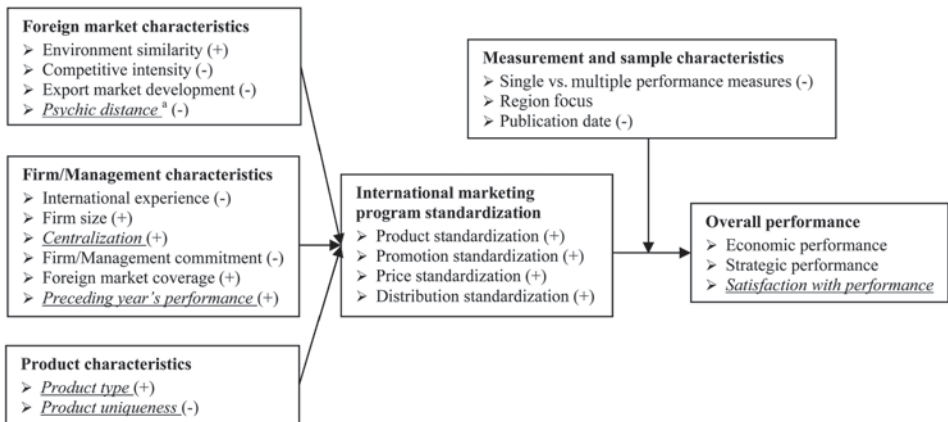 Foreign market characteristics
➢ Environment similarity (+)
➢ Competitive intensity (-)
➢ Export market development (-)
➢ Psychic distance a (-)
Measurement and sample characteristics
➢ Single vs. multiple performance measures (-)
➢ Region focus
➢ Publication date (-)
Firm/Management characteristics
➢ International experience (-)
➢ Firm size (+)
➢ Centralization (+)
➢ Firm/Management commitment (-)
➢ Foreign market coverage (+)
➢ Preceding year's performance (+)
International marketing
program standardization
➢ Product standardization (+)
➢ Promotion standardization (+)
➢ Price standardization (+)
➢ Distribution standardization (+)
Overall performance
➢ Economic performance
➢ Strategic performance
➢ Satisfaction with performance
Product characteristics
➢ Product type (+)
➢ Product uniqueness (-)